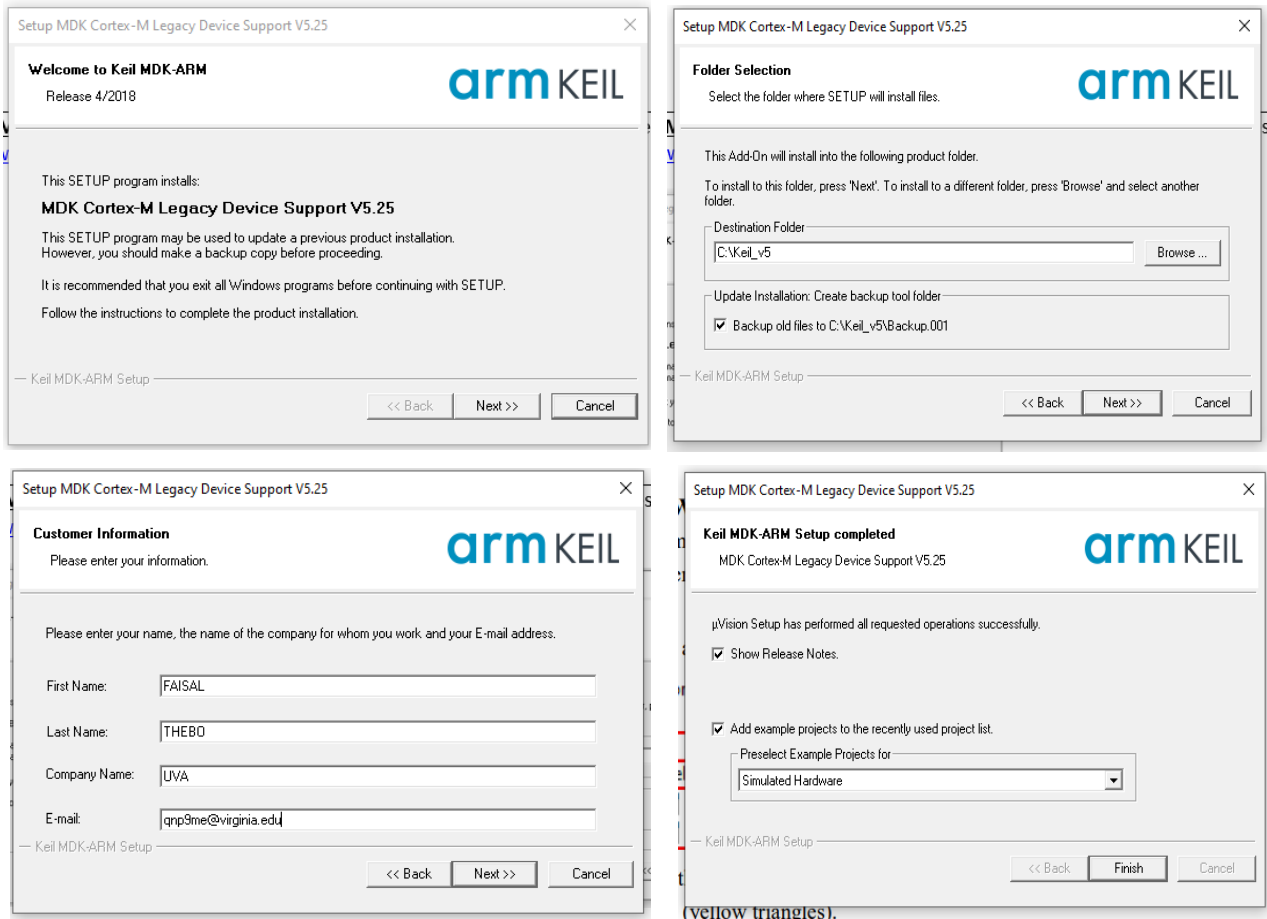 Setup MDK Cortex-M Legacy Device Support V5.25
Welcome to Keil MDK-ARM
Release 4/2018
arm KEIL
This SETUP program installs:
MDK Cortex-M Legacy Device Support V5.25
This SETUP program may be used to update a previous product installation.
However, you should make a backup copy before proceeding.
It is recommended that you exit all Windows programs before continuing with SETUP.
Follow the instructions to complete the product installation.
Keil MDK-ARM Setup
<< Back
Next >>
Cancel
Setup MDK Cortex-M Legacy Device Support V5.25
Folder Selection
Select the folder where SETUP will install files.
arm KEIL
This Add-On will install into the following product folder.
To install to this folder, press 'Next'. To install to a different folder, press 'Browse' and select another
folder.
Destination Folder
C:\Keil_v5
Browse ...
Update Installation: Create backup tool folder
Backup old files to C:\Keil_v5\Backup.001
Keil MDK-ARM Setup
<< Back
Next >>
Cancel
Setup MDK Cortex-M Legacy Device Support V5.25
Customer Information
Please enter your information.
arm KEIL
Please enter your name, the name of the company for whom you work and your E-mail address.
First Name: FAISAL
Last Name: THEBO
Company Name: UVA
E-mail: qnp9me@virginia.edu
Keil MDK-ARM Setup
<< Back
Next >>
Cancel
Setup MDK Cortex-M Legacy Device Support V5.25
Keil MDK-ARM Setup completed
MDK Cortex-M Legacy Device Support V5.25
arm KEIL
µVision Setup has performed all requested operations successfully.
Show Release Notes.
Add example projects to the recently used project list.
Preselect Example Projects for
Simulated Hardware
Keil MDK-ARM Setup
<< Back
Finish
Cancel
(yellow triangles).